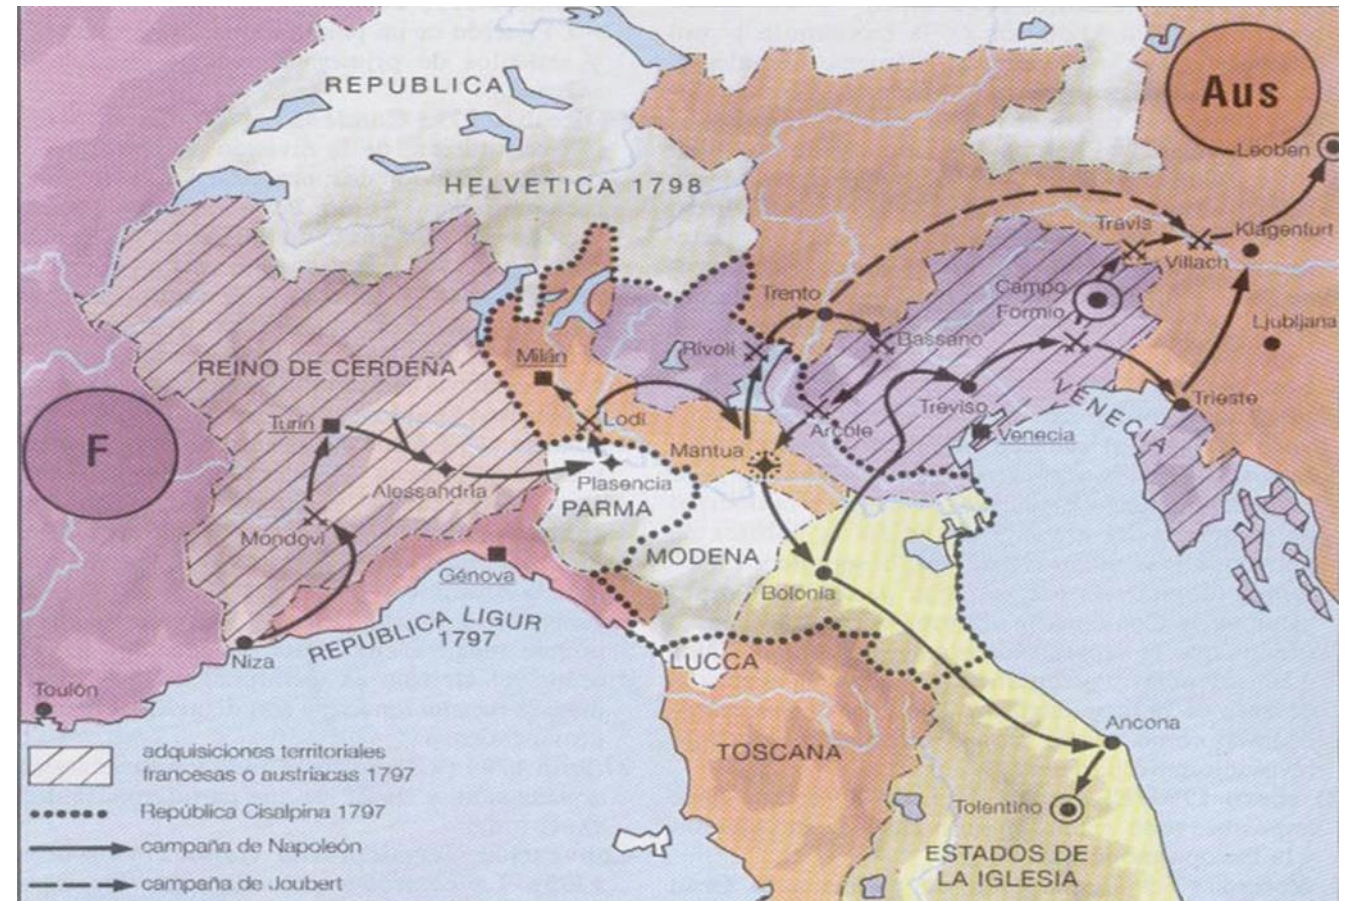 REPUBLICA
HELVETICA 1798
Aus
Leoben
Travis
Klagenfurt
Villach
Campo
Formio
Trento
Ljubljana
Bassano
Rívoli
REINO DE CERDEÑA
Milán
Treviso
Trieste
VENECIA
F
Turín
Lodi
Arcole
Venecia
Mantua
Alessandria
Plasencia
PARMA
Mondovi
MODENA
Génova
Bolonia
REPUBLICA LIGUR
1797
Niza
LUCCA
Toulón
Ancona
TOSCANA
adquisiciones territoriales
francesas o austriacas 1797
República Cisalpina 1797
Tolentino
campaña de Napoleón
ESTADOS DE
LA IGLESIA
campaña de Joubert